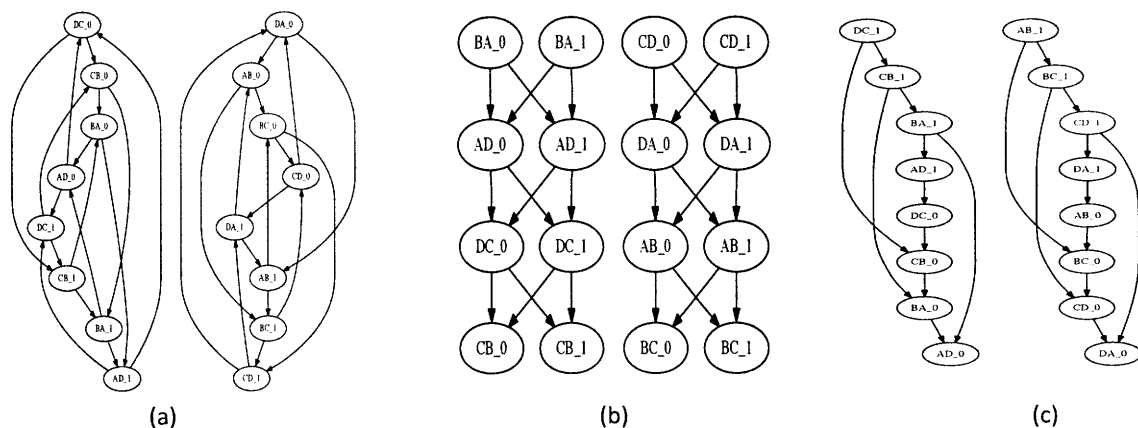 DC_0
CB_0
BA_0
AD_0
DC_1
CB_1
BA_1
AD_1
DA_0
AB_0
BC_0
CD_0
DA_1
AB_1
BC_1
CD_1
(a)
BA_0 BA_1 CD_0 CD_1
AD_0 AD_1 DA_0 DA_1
DC_0 DC_1 AB_0 AB_1
CB_0 CB_1 BC_0 BC_1
(b)
DC_1
CB_1
BA_1
AD_1
DC_0
CB_0
BA_0
AD_0
AB_1
BC_1
CD_1
DA_1
AB_0
BC_0
CD_0
DA_0
(c)